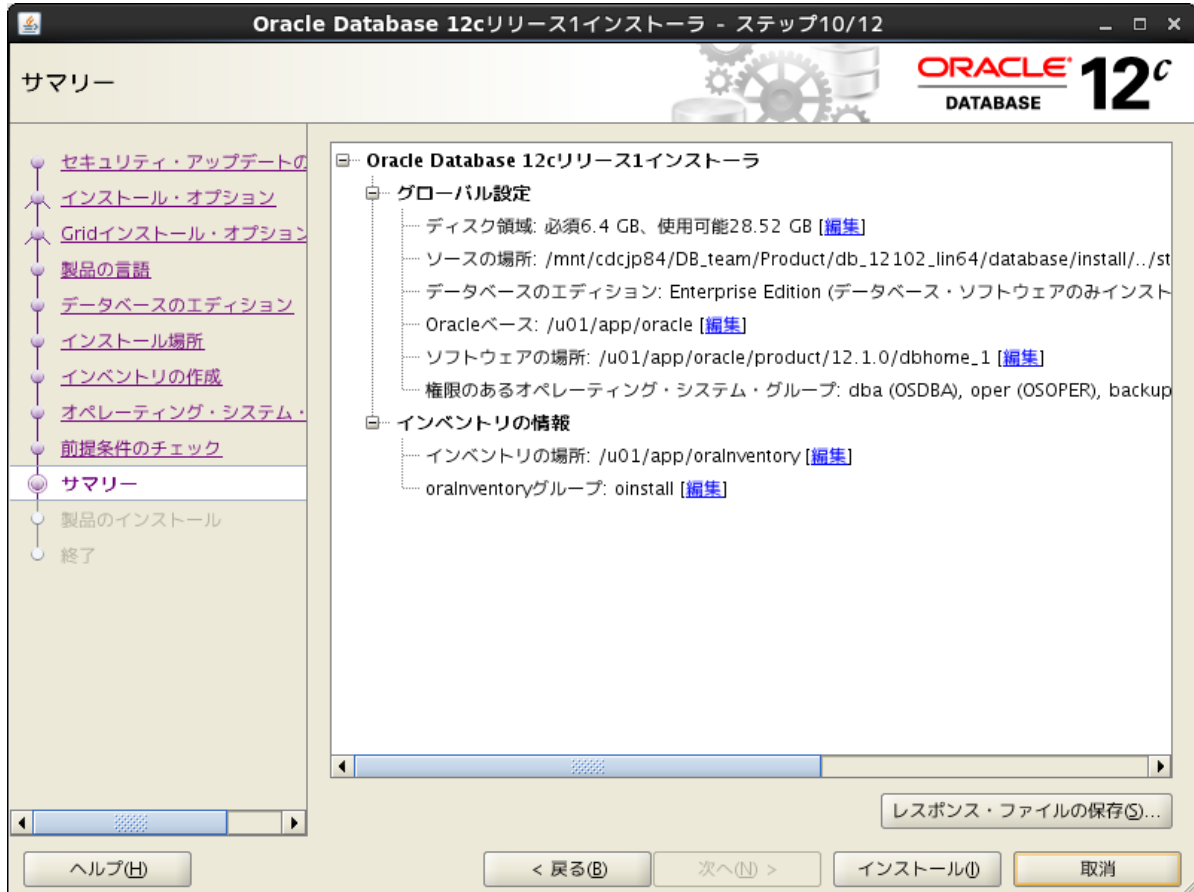 Oracle Database 12cリリース1インストーラ - ステップ10/12
サマリー
ORACLE
DATABASE
12c
セキュリティ・アップデートの
インストール・オプション
Gridインストール・オプション
製品の言語
データベースのエディション
インストール場所
インベントリの作成
オペレーティング・システム・
前提条件のチェック
サマリー
製品のインストール
終了
Oracle Database 12cリリース1インストーラ
グローバル設定
ディスク領域: 必須6.4 GB、使用可能28.52 GB [編集]
ソースの場所: /mnt/cdcjp84/DB_team/Product/db_12102_lin64/database/install/../st
データベースのエディション: Enterprise Edition (データベース・ソフトウェアのみインスト
Oracleベース: /u01/app/oracle [編集]
ソフトウェアの場所: /u01/app/oracle/product/12.1.0/dbhome_1 [編集]
権限のあるオペレーティング・システム・グループ: dba (OSDBA), oper (OSOPER), backup
インベントリの情報
インベントリの場所: /u01/app/oraInventory [編集]
oraInventoryグループ: oinstall [編集]
レスポンス・ファイルの保存(S)...
ヘルプ(H)
< 戻る(B)
次へ(N) >
インストール(I)
取消